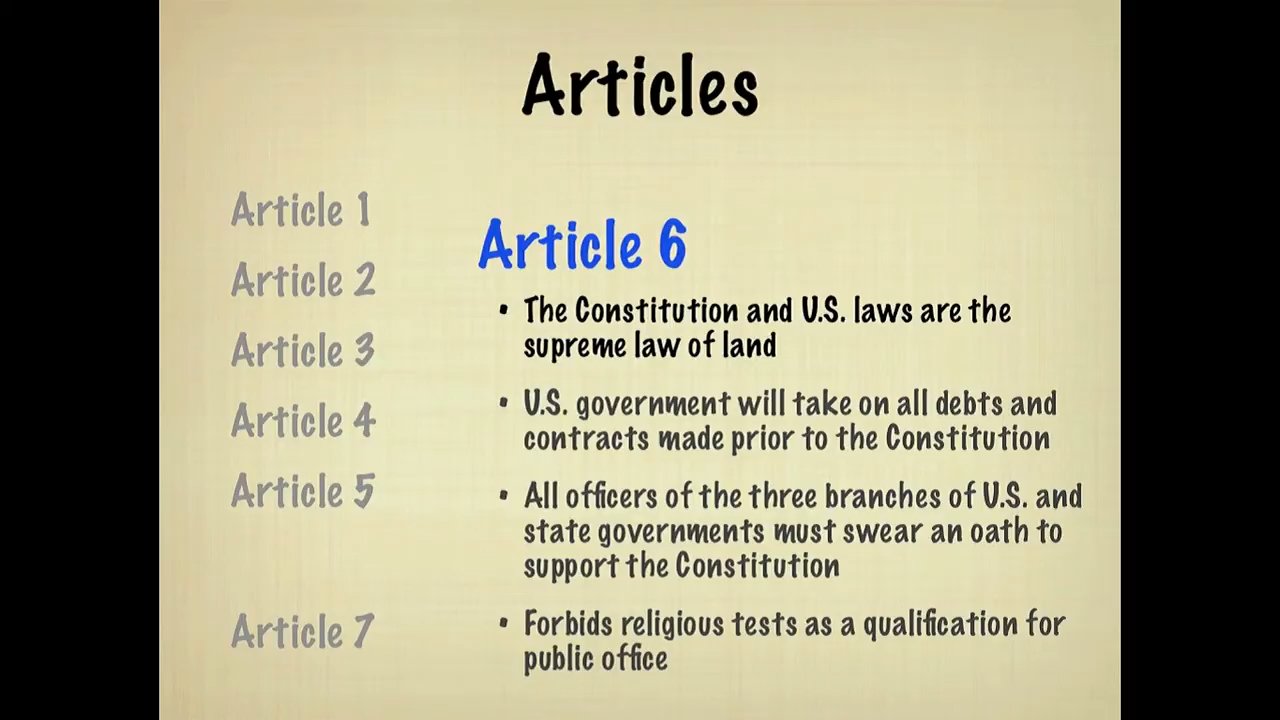 Articles
Article 1
Article 2
Article 3
Article 4
Article 5
Article 7
Article 6
• The Constitution and U.S. laws are the
supreme law of land
• U.S. government will take on all debts and
contracts made prior to the Constitution
• All officers of the three branches of U.S. and
state governments must swear an oath to
support the Constitution
• Forbids religious tests as a qualification for
public office